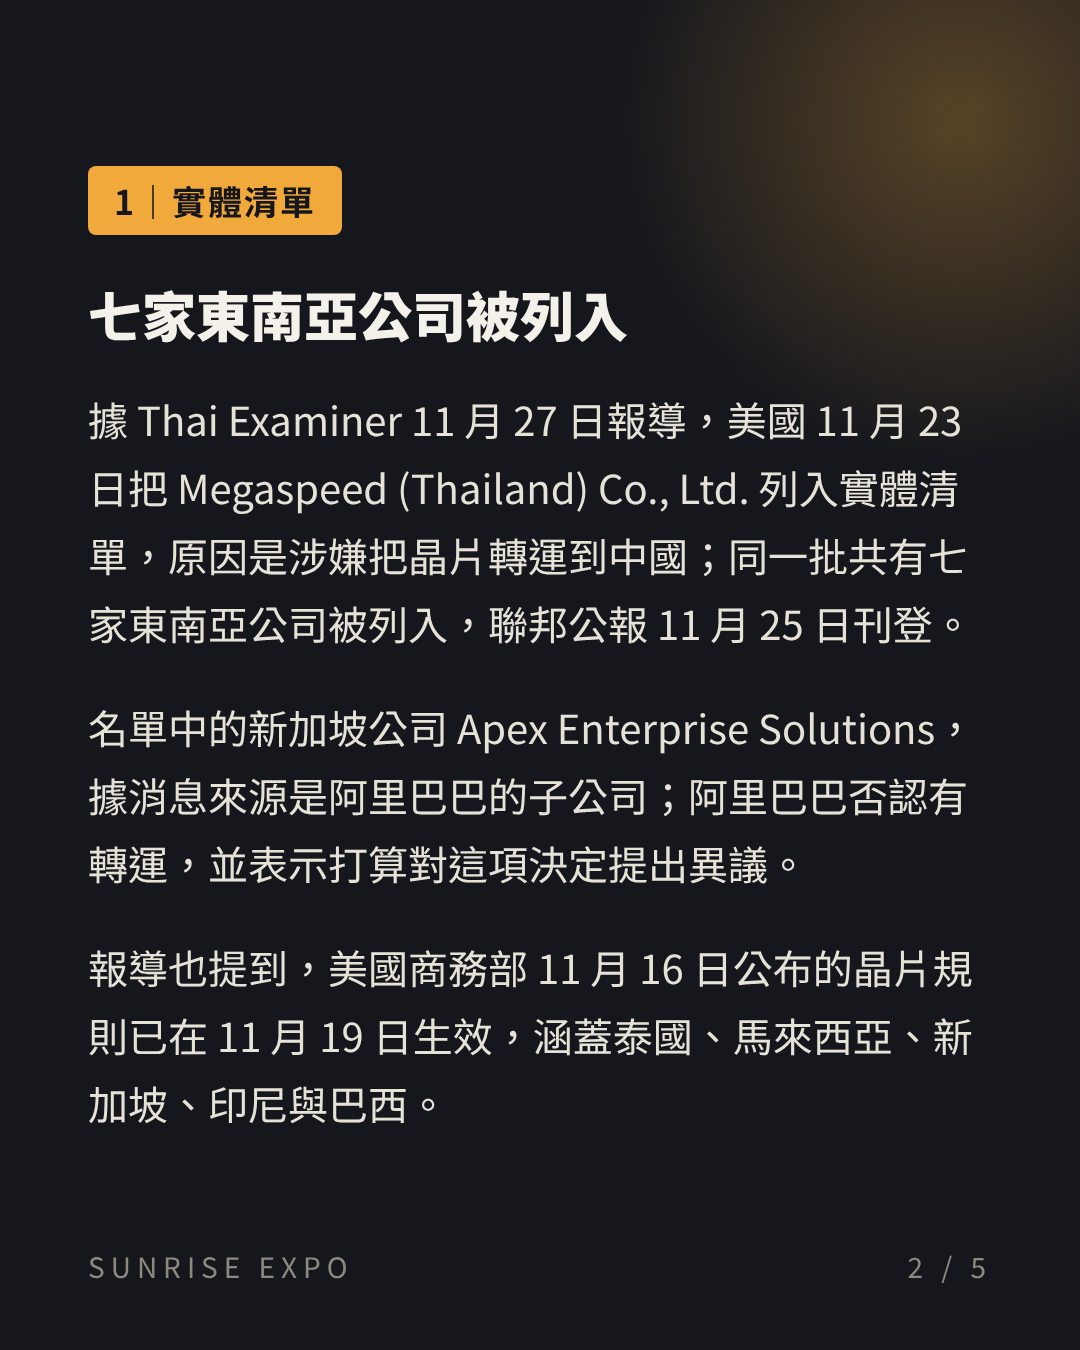 1｜實體清單
七家東南亞公司被列入
據 Thai Examiner 11 月 27 日報導，美國 11 月 23
日把 Megaspeed (Thailand) Co., Ltd. 列入實體清
單，原因是涉嫌把晶片轉運到中國；同一批共有七
家東南亞公司被列入，聯邦公報 11 月 25 日刊登。
名單中的新加坡公司 Apex Enterprise Solutions，
據消息來源是阿里巴巴的子公司；阿里巴巴否認有
轉運，並表示打算對這項決定提出異議。
報導也提到，美國商務部 11 月 16 日公布的晶片規
則已在 11 月 19 日生效，涵蓋泰國、馬來西亞、新
加坡、印尼與巴西。
SUNRISE EXPO
2 / 5